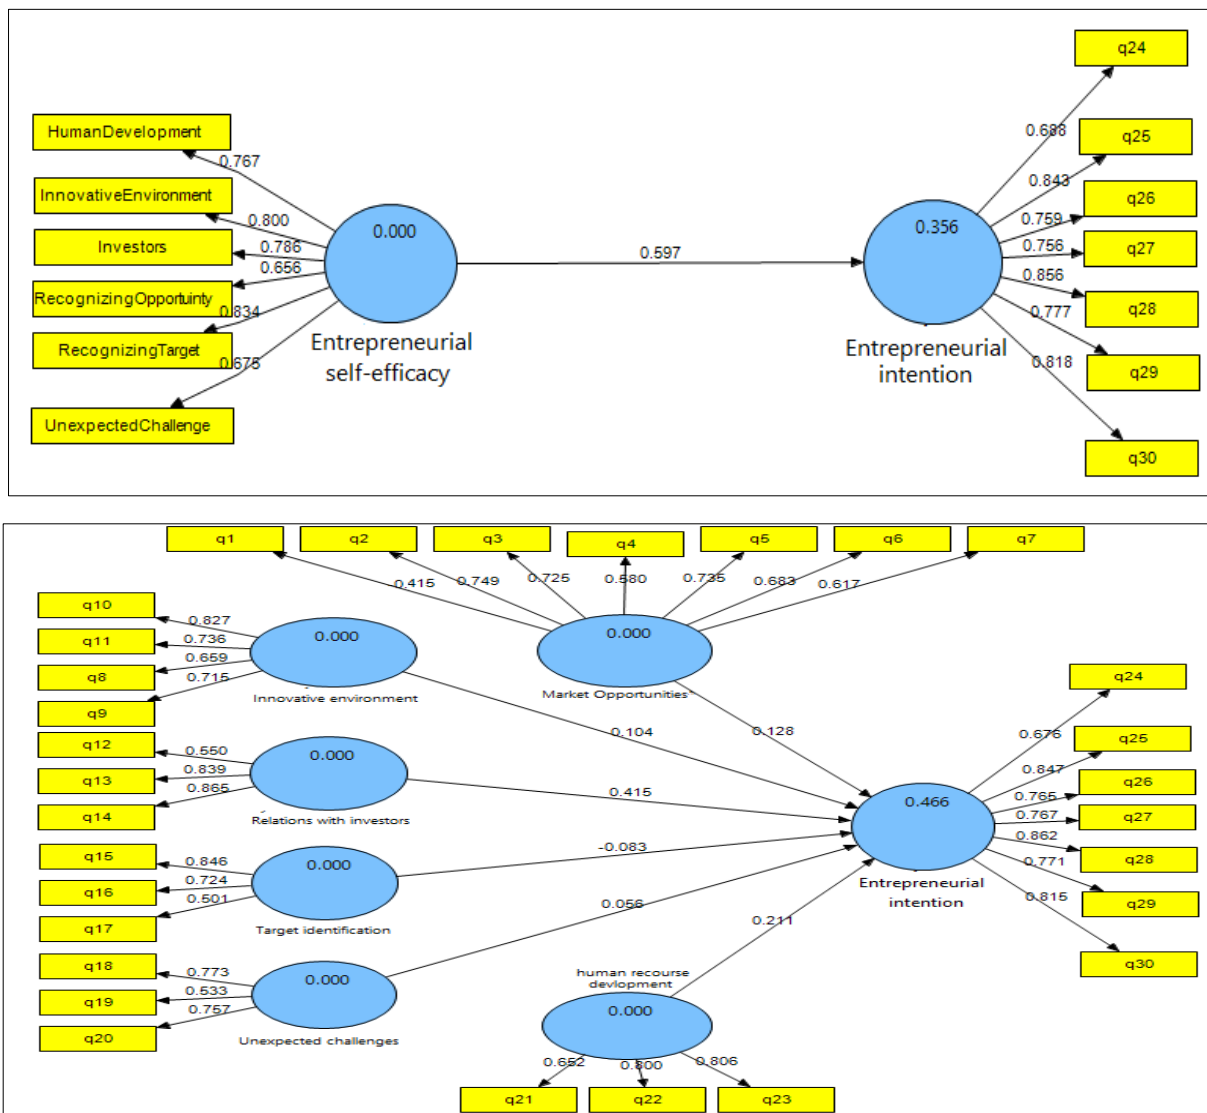 q24
0.688
HumanDevelopment
q25
0.767
0.843
InnovativeEnvironment
q26
0.800
0.000
0.356
0.759
Investors
0.786
0.597
0.756
q27
0.656
0.856
RecognizingOpportuinty
q28
0.834
0.777
RecognizingTarget
Entrepreneurial
self-efficacy
Entrepreneurial
intention
0.675
0.818
q29
UnexpectedChallenge
q30
q1
q2
q3
q4
q5
q6
q7
0.415
0.749
0.725
0.580
0.735
0.683
0.617
q10
0.827
q11
0.736
0.000
0.000
q8
0.659
0.715
q9
Innovative environment
Market Opportunities
q24
q12
0.550
0.104
0.128
0.676
q25
q13
0.839
0.000
0.847
q26
q14
0.865
0.415
0.765
Relations with investors
0.466
0.767
q27
q15
0.846
-0.083
0.862
q28
q16
0.724
0.000
0.771
0.501
Entrepreneurial
intention
0.815
q29
q17
0.056
Target identification
0.211
q18
0.773
0.000
q30
q19
0.533
human recourse
devlopment
q20
0.757
Unexpected challenges
0.000
0.652
0.800
0.806
q21
q22
q23